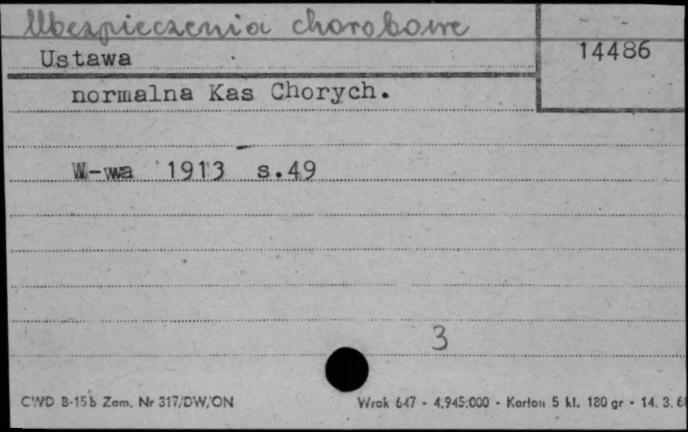 Ubezpieczenia chorobowe
14486
Ustawa
normalna Kas Chorych.
W-wa 1913 s.49
3
CWD B-15b Zam. Nr 317/DW/ON
Wrak 647 - 4.945.000 - Karton 5 kl. 180 gr - 14. 3. 6